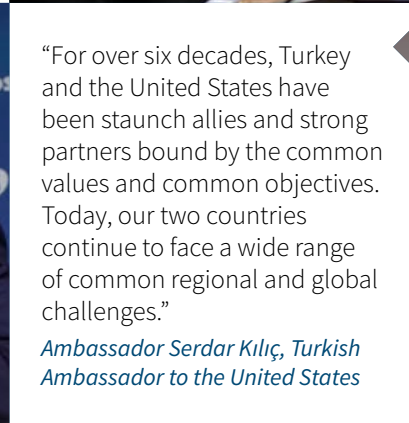 “For over six decades, Turkey
and the United States have
been staunch allies and strong
partners bound by the common
values and common objectives.
Today, our two countries
continue to face a wide range
of common regional and global
challenges.”
Ambassador Serdar Kılıç, Turkish
Ambassador to the United States